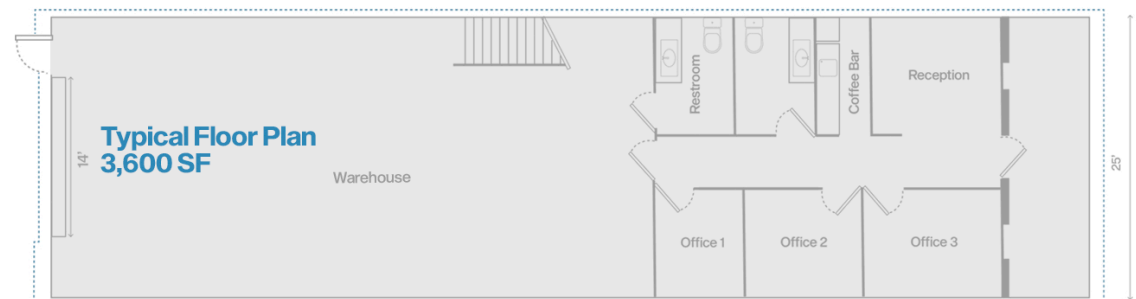 Typical Floor Plan
3,600 SF
14'
Warehouse
Restroom
Coffee Bar
Reception
Office 1
Office 2
Office 3
25'